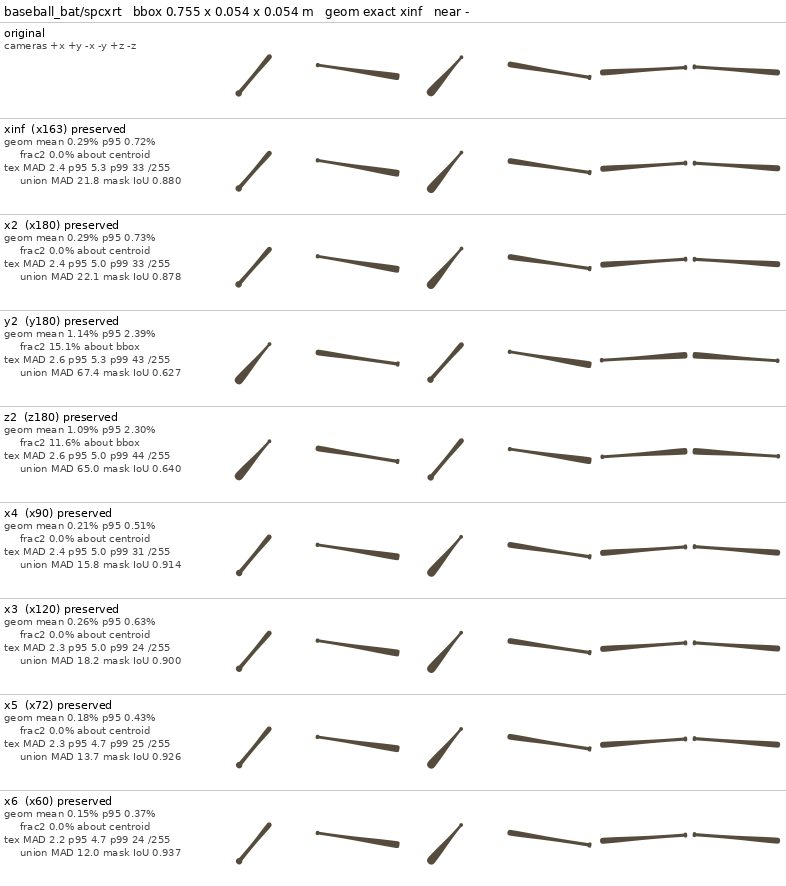 baseball_bat/spcxrt bbox 0.755 x 0.054 x 0.054 m geom exact xinf near -
original
cameras +x +y -x -y +z -z
xinf (x163) preserved
geom mean 0.29% p95 0.72%
frac2 0.0% about centroid
tex MAD 2.4 p95 5.3 p99 33 /255
union MAD 21.8 mask IoU 0.880
x2 (x180) preserved
geom mean 0.29% p95 0.73%
frac2 0.0% about centroid
tex MAD 2.4 p95 5.0 p99 33 /255
union MAD 22.1 mask IoU 0.878
y2 (y180) preserved
geom mean 1.14% p95 2.39%
frac2 15.1% about bbox
tex MAD 2.6 p95 5.3 p99 43 /255
union MAD 67.4 mask IoU 0.627
z2 (z180) preserved
geom mean 1.09% p95 2.30%
frac2 11.6% about bbox
tex MAD 2.6 p95 5.0 p99 44 /255
union MAD 65.0 mask IoU 0.640
x4 (x90) preserved
geom mean 0.21% p95 0.51%
frac2 0.0% about centroid
tex MAD 2.4 p95 5.0 p99 31 /255
union MAD 15.8 mask IoU 0.914
x3 (x120) preserved
geom mean 0.26% p95 0.63%
frac2 0.0% about centroid
tex MAD 2.3 p95 5.0 p99 24 /255
union MAD 18.2 mask IoU 0.900
x5 (x72) preserved
geom mean 0.18% p95 0.43%
frac2 0.0% about centroid
tex MAD 2.3 p95 4.7 p99 25 /255
union MAD 13.7 mask IoU 0.926
x6 (x60) preserved
geom mean 0.15% p95 0.37%
frac2 0.0% about centroid
tex MAD 2.2 p95 4.7 p99 24 /255
union MAD 12.0 mask IoU 0.937